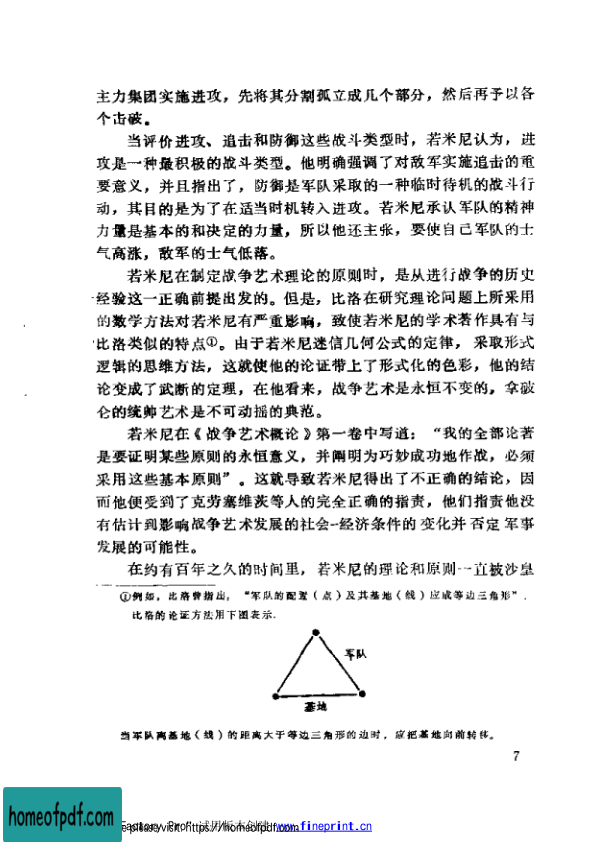 主力集团实施进攻，先将其分割孤立成几个部分，然后再予以各
个击破。
当评价进攻、追击和防御这些战斗类型时，若米尼认为，进
攻是一种最积极的战斗类型。他明确强调了对敌军实施追击的重
要意义，并且指出了，防御是军队采取的一种临时待机的战斗行
动，其目的是为了在适当时机转入进攻。若米尼承认军队的精神
力量是基本的和决定的力量，所以他还主张，要使自己军队的士
气高涨，敌军的士气低落。
若米尼在制定战争艺术理论的原则时，是从进行战争的历史
经验这一正确前提出发的。但是，比洛在研究理论问题上所采用
的数学方法对若米尼有严重影响，致使若米尼的学术著作具有与
比洛类似的特点①。由于若米尼迷信几何公式的定律，采取形式
逻辑的思维方法，这就使他的论证带上了形式化的色彩，他的结
论变成了武断的定理，在他看来，战争艺术是永恒不变的，拿破
仑的统帅艺术是不可动摇的典范。
若米尼在《战争艺术概论》第一卷中写道：“我的全部论著
是要证明某些原则的永恒意义，并阐明为巧妙成功地作战，必须
采用这些基本原则”。这就导致若米尼得出了不正确的结论，因
而他便受到了克劳塞维茨等人的完全正确的指责，他们指责他没
有估计到影响战争艺术发展的社会-经济条件的变化并否定军事
发展的可能性。
在约有百年之久的时间里，若米尼的理论和原则一直被沙皇
①例如，比洛曾指出，“军队的配置（点）及其基地（线）应成等边三角形”．
比洛的论证方法用下图表示．
军队
基地
当军队离基地（线）的距离大于等边三角形的边时，应把基地向前转移。
7
homeofpdf.com
Factory Pro" 试用版本创建 www.fineprint.cn
please visit: https://homeofpdf.com